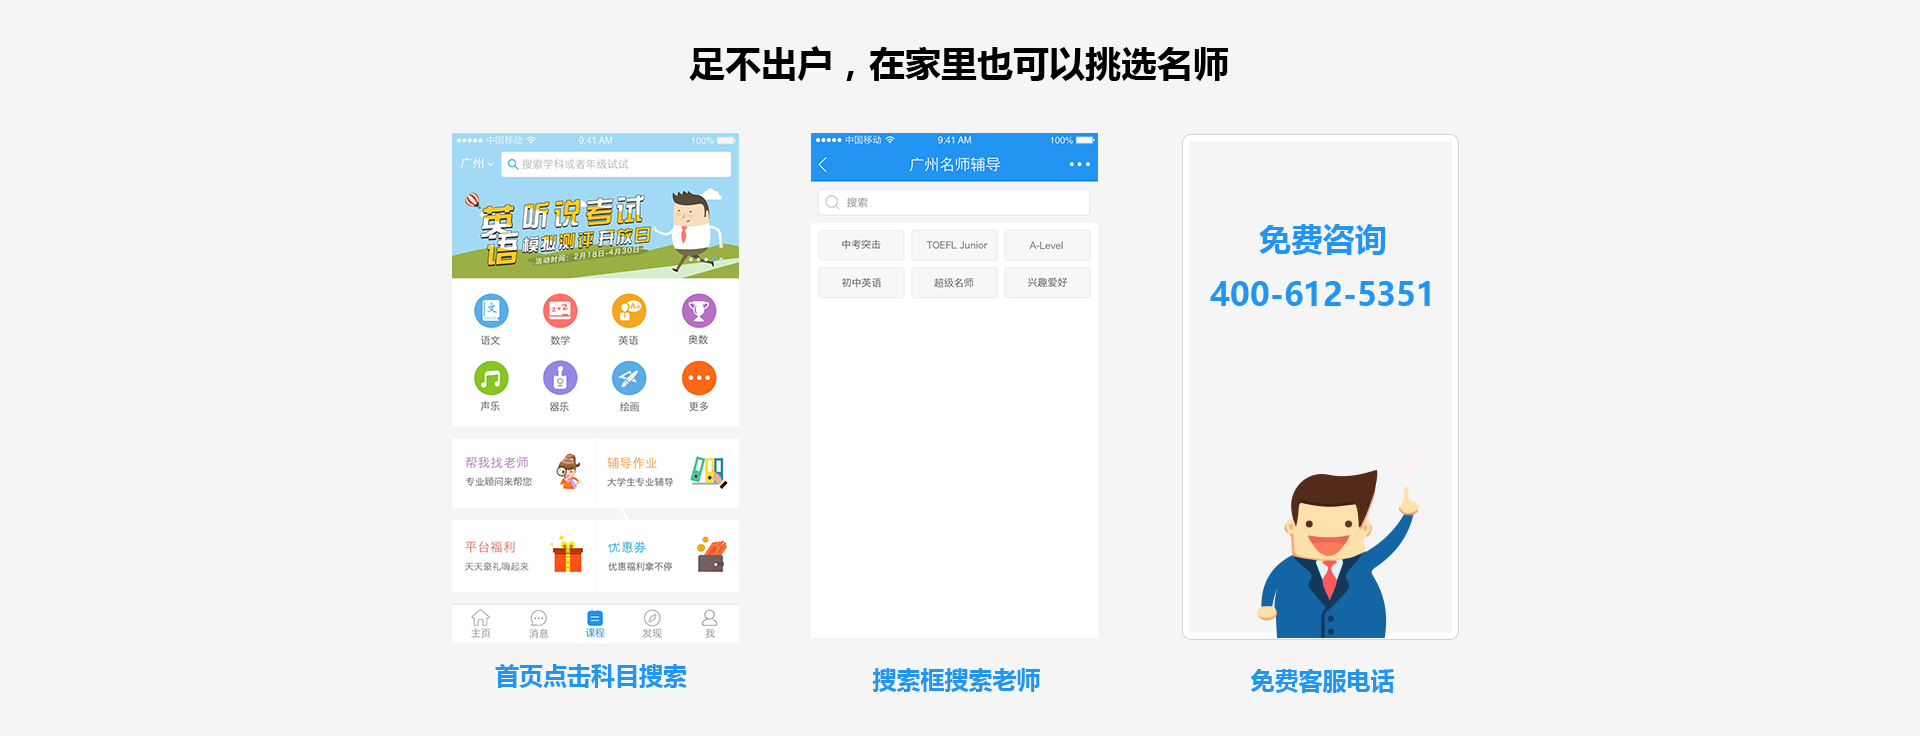 足不出户，在家里也可以挑选名师
中国移动 9:41 AM 100%
广州 搜索学科或者年级试试
英语 听说考试
模拟测评开放日
活动时间：2月18日-4月30日
语文 数学 英语 奥数
声乐 器乐 绘画 更多
帮我找老师 辅导作业
专业顾问来帮您 大学生专业辅导
平台福利 优惠券
天天豪礼嗨起来 优惠福利拿不停
主页 消息 课程 发现 我
首页点击科目搜索
中国移动 9:41 AM 100%
广州名师辅导
搜索
中考突击 TOEFL Junior A-Level
初中英语 超级名师 兴趣爱好
搜索框搜索老师
免费咨询
400-612-5351
免费客服电话